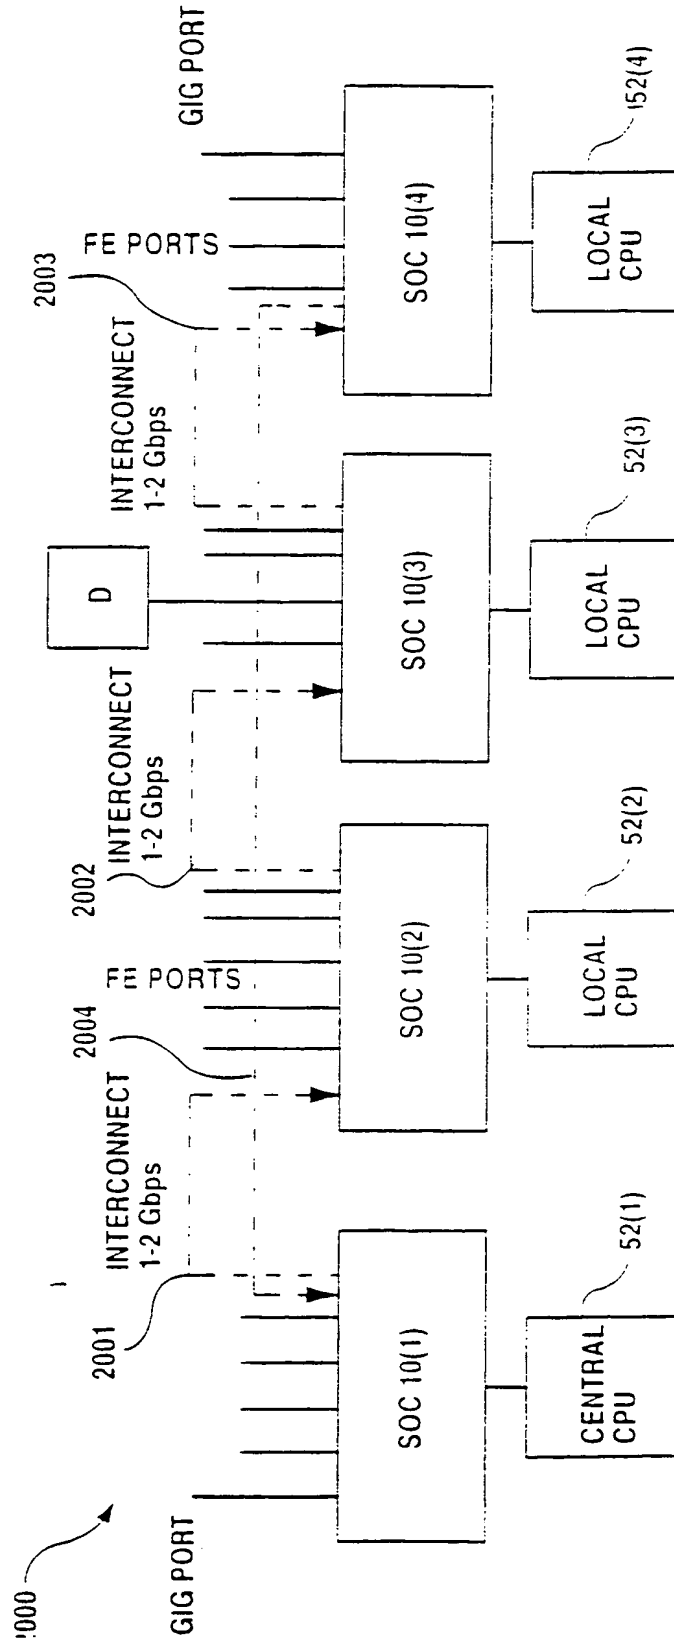 2000
GIG PORT
2001
INTERCONNECT
1-2 Gbps
2004
FE PORTS
2002
INTERCONNECT
1-2 Gbps
D
INTERCONNECT
1-2 Gbps
2003
FE PORTS
GIG PORT
SOC 10(1)
SOC 10(2)
SOC 10(3)
SOC 10(4)
52(1)
52(2)
52(3)
52(4)
CENTRAL
CPU
LOCAL
CPU
LOCAL
CPU
LOCAL
CPU